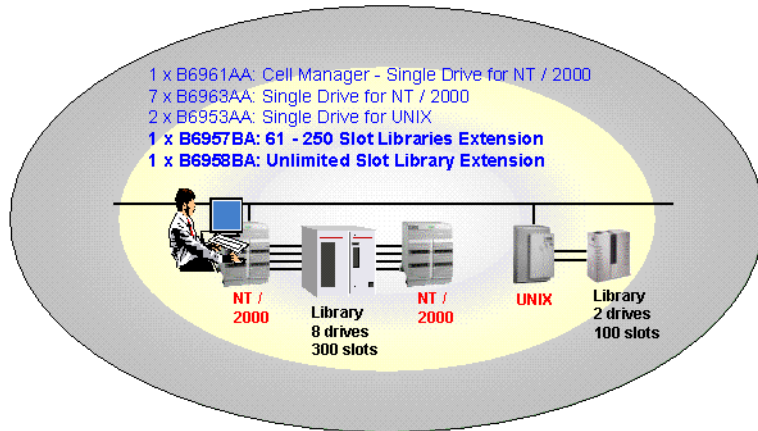 1 x B6961AA: Cell Manager - Single Drive for NT / 2000
7 x B6963AA: Single Drive for NT / 2000
2 x B6953AA: Single Drive for UNIX
1 x B6957BA: 61 - 250 Slot Libraries Extension
1 x B6958BA: Unlimited Slot Library Extension
NT /
2000
Library
8 drives
300 slots
NT /
2000
UNIX
Library
2 drives
100 slots